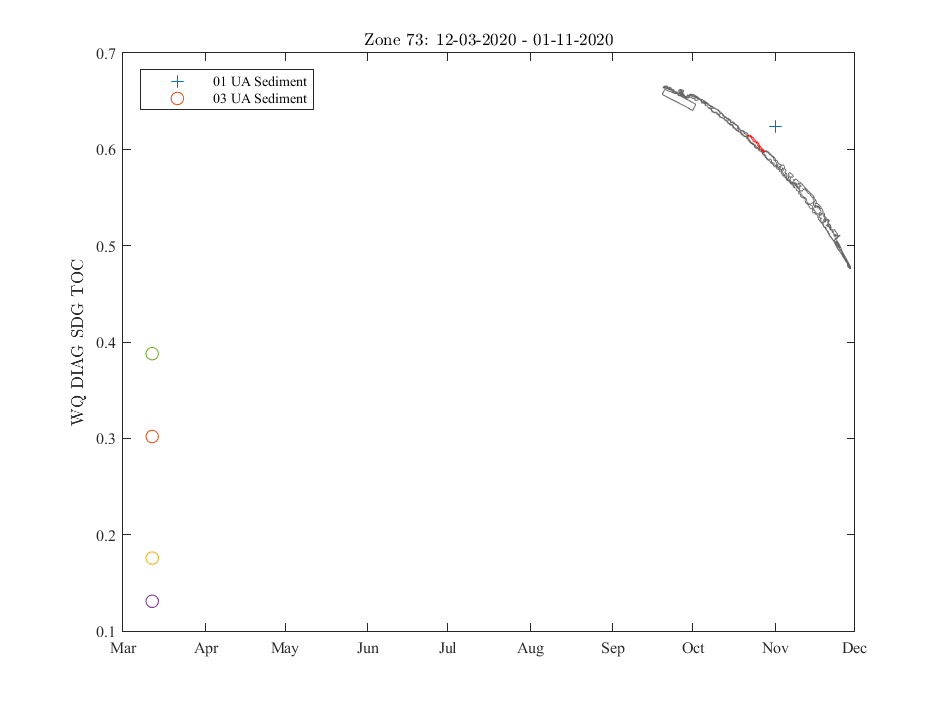 Zone 73: 12-03-2020 - 01-11-2020
0.7
01 UA Sediment
03 UA Sediment
0.6
0.5
WQ DIAG SDG TOC
0.4
0.3
0.2
0.1
Mar Apr May Jun Jul Aug Sep Oct Nov Dec